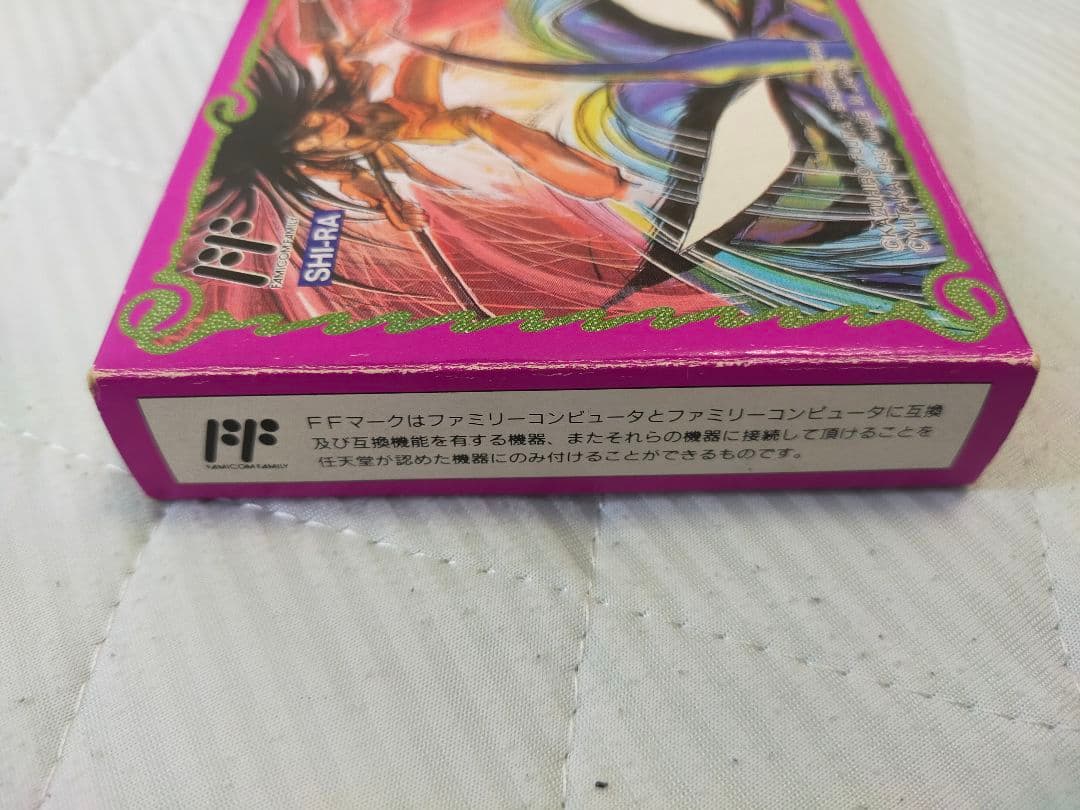 FAMICOM FAMILY
SHI-RA
FFマークはファミリーコンピュータとファミリーコンピュータに互換
及び互換機能を有する機器、またそれらの機器に接続して頂けることを
任天堂が認めた機器にのみ付けることができるものです。
FAMICOM FAMILY